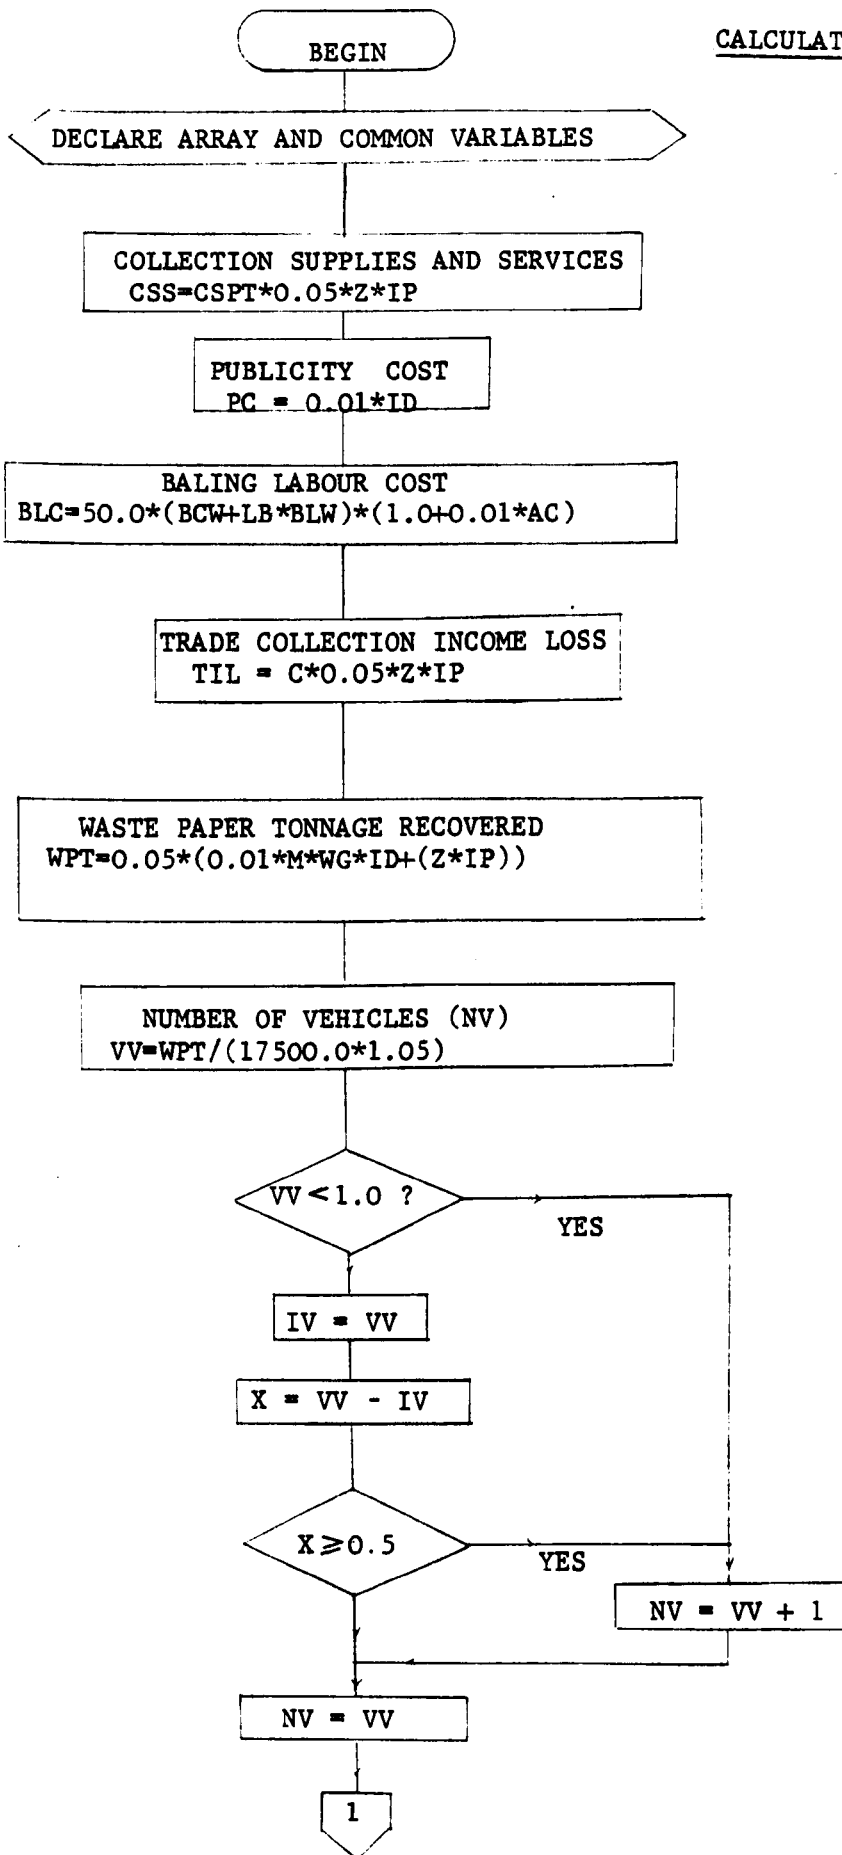 BEGIN
CALCULAT
DECLARE ARRAY AND COMMON VARIABLES
COLLECTION SUPPLIES AND SERVICES
CSS=CSPT*0.05*Z*IP
PUBLICITY COST
PC = 0.01*ID
BALING LABOUR COST
BLC=50.0*(BCW+LB*BLW)*(1.0+0.01*AC)
TRADE COLLECTION INCOME LOSS
TIL = C*0.05*Z*IP
WASTE PAPER TONNAGE RECOVERED
WPT=0.05*(0.01*M*WG*ID+(Z*IP))
NUMBER OF VEHICLES (NV)
VV=WPT/(17500.0*1.05)
VV<1.0 ?
YES
IV = VV
X = VV - IV
X⩾0.5
YES
NV = VV + 1
NV = VV
1